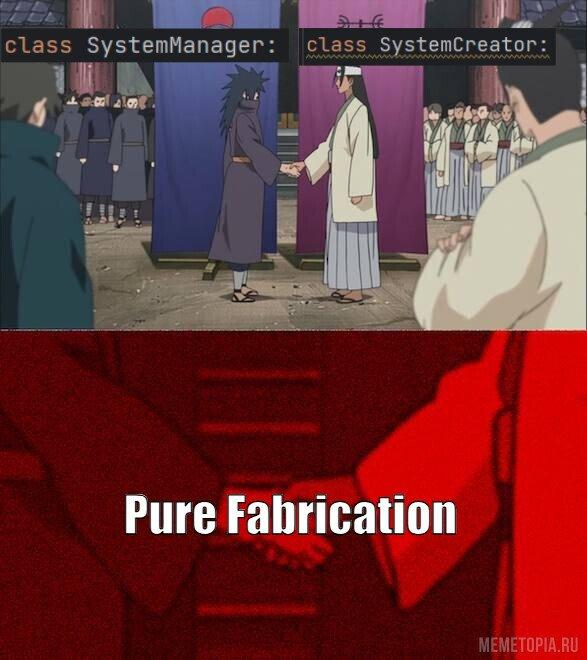 class SystemManager:
class SystemCreator:
Pure Fabrication
MEMETOPIA.RU